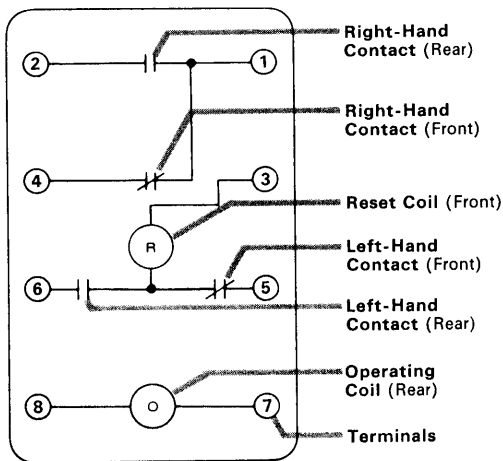 Right-Hand
Contact (Rear)
2
1
Right-Hand
Contact (Front)
4
3
Reset Coil (Front)
R
Left-Hand
Contact (Front)
6
5
Left-Hand
Contact (Rear)
Operating
Coil (Rear)
8
O
7
Terminals